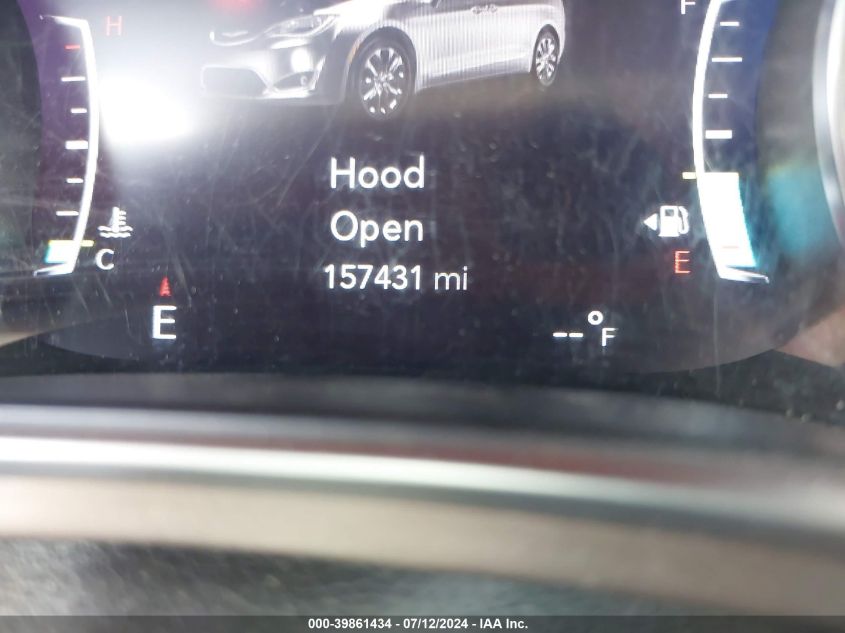 H
F
Hood
Open
157431 mi
C
E
E
--°F
000-39861434 - 07/12/2024 - IAA Inc.